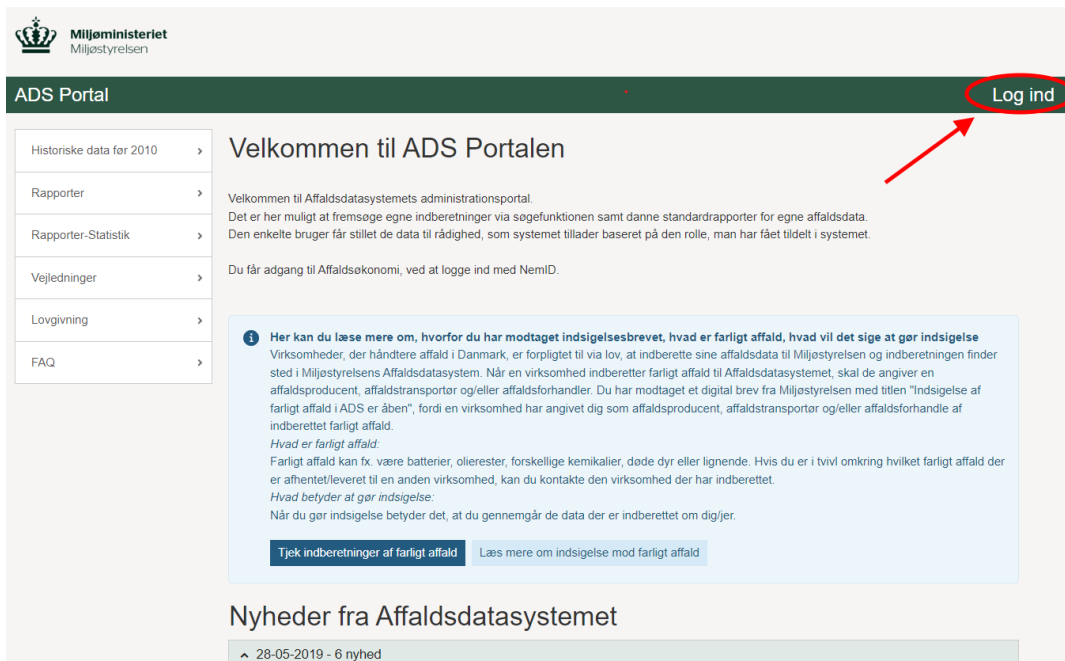 Miljøministeriet
Miljøstyrelsen
ADS Portal
Log ind
Historiske data før 2010
Rapporter
Rapporter-Statistik
Vejledninger
Lovgivning
FAQ
Velkommen til ADS Portalen
Velkommen til Affaldsdatasystemets administrationsportal.
Det er her muligt at fremsøge egne indberetninger via søgefunktionen samt danne standardrapporter for egne affaldsdata.
Den enkelte bruger får stillet de data til rådighed, som systemet tillader baseret på den rolle, man har fået tildelt i systemet.
Du får adgang til Affaldsøkonomi, ved at logge ind med NemID.
Her kan du læse mere om, hvorfor du har modtaget indsigelsesbrevet, hvad er farligt affald, hvad vil det sige at gør indsigelse
Virksomheder, der håndtere affald i Danmark, er forpligtet til via lov, at indberette sine affaldsdata til Miljøstyrelsen og indberetningen finder
sted i Miljøstyrelsens Affaldsdatasystem. Når en virksomhed indberetter farligt affald til Affaldsdatasystemet, skal de angiver en
affaldsproducent, affaldstransportør og/eller affaldsforhandler. Du har modtaget et digital brev fra Miljøstyrelsen med titlen "Indsigelse af
farligt affald i ADS er åben", fordi en virksomhed har angivet dig som affaldsproducent, affaldstransportør og/eller affaldsforhandle af
indberettet farligt affald.
Hvad er farligt affald:
Farligt affald kan fx. være batterier, olierester, forskellige kemikalier, døde dyr eller lignende. Hvis du er i tvivl omkring hvilket farligt affald der
er afhentet/leveret til en anden virksomhed, kan du kontakte den virksomhed der har indberettet.
Hvad betyder at gør indsigelse:
Når du gør indsigelse betyder det, at du gennemgår de data der er indberettet om dig/jer.
Tjek indberetninger af farligt affald
Læs mere om indsigelse mod farligt affald
Nyheder fra Affaldsdatasystemet
28-05-2019 - 6 nyhed